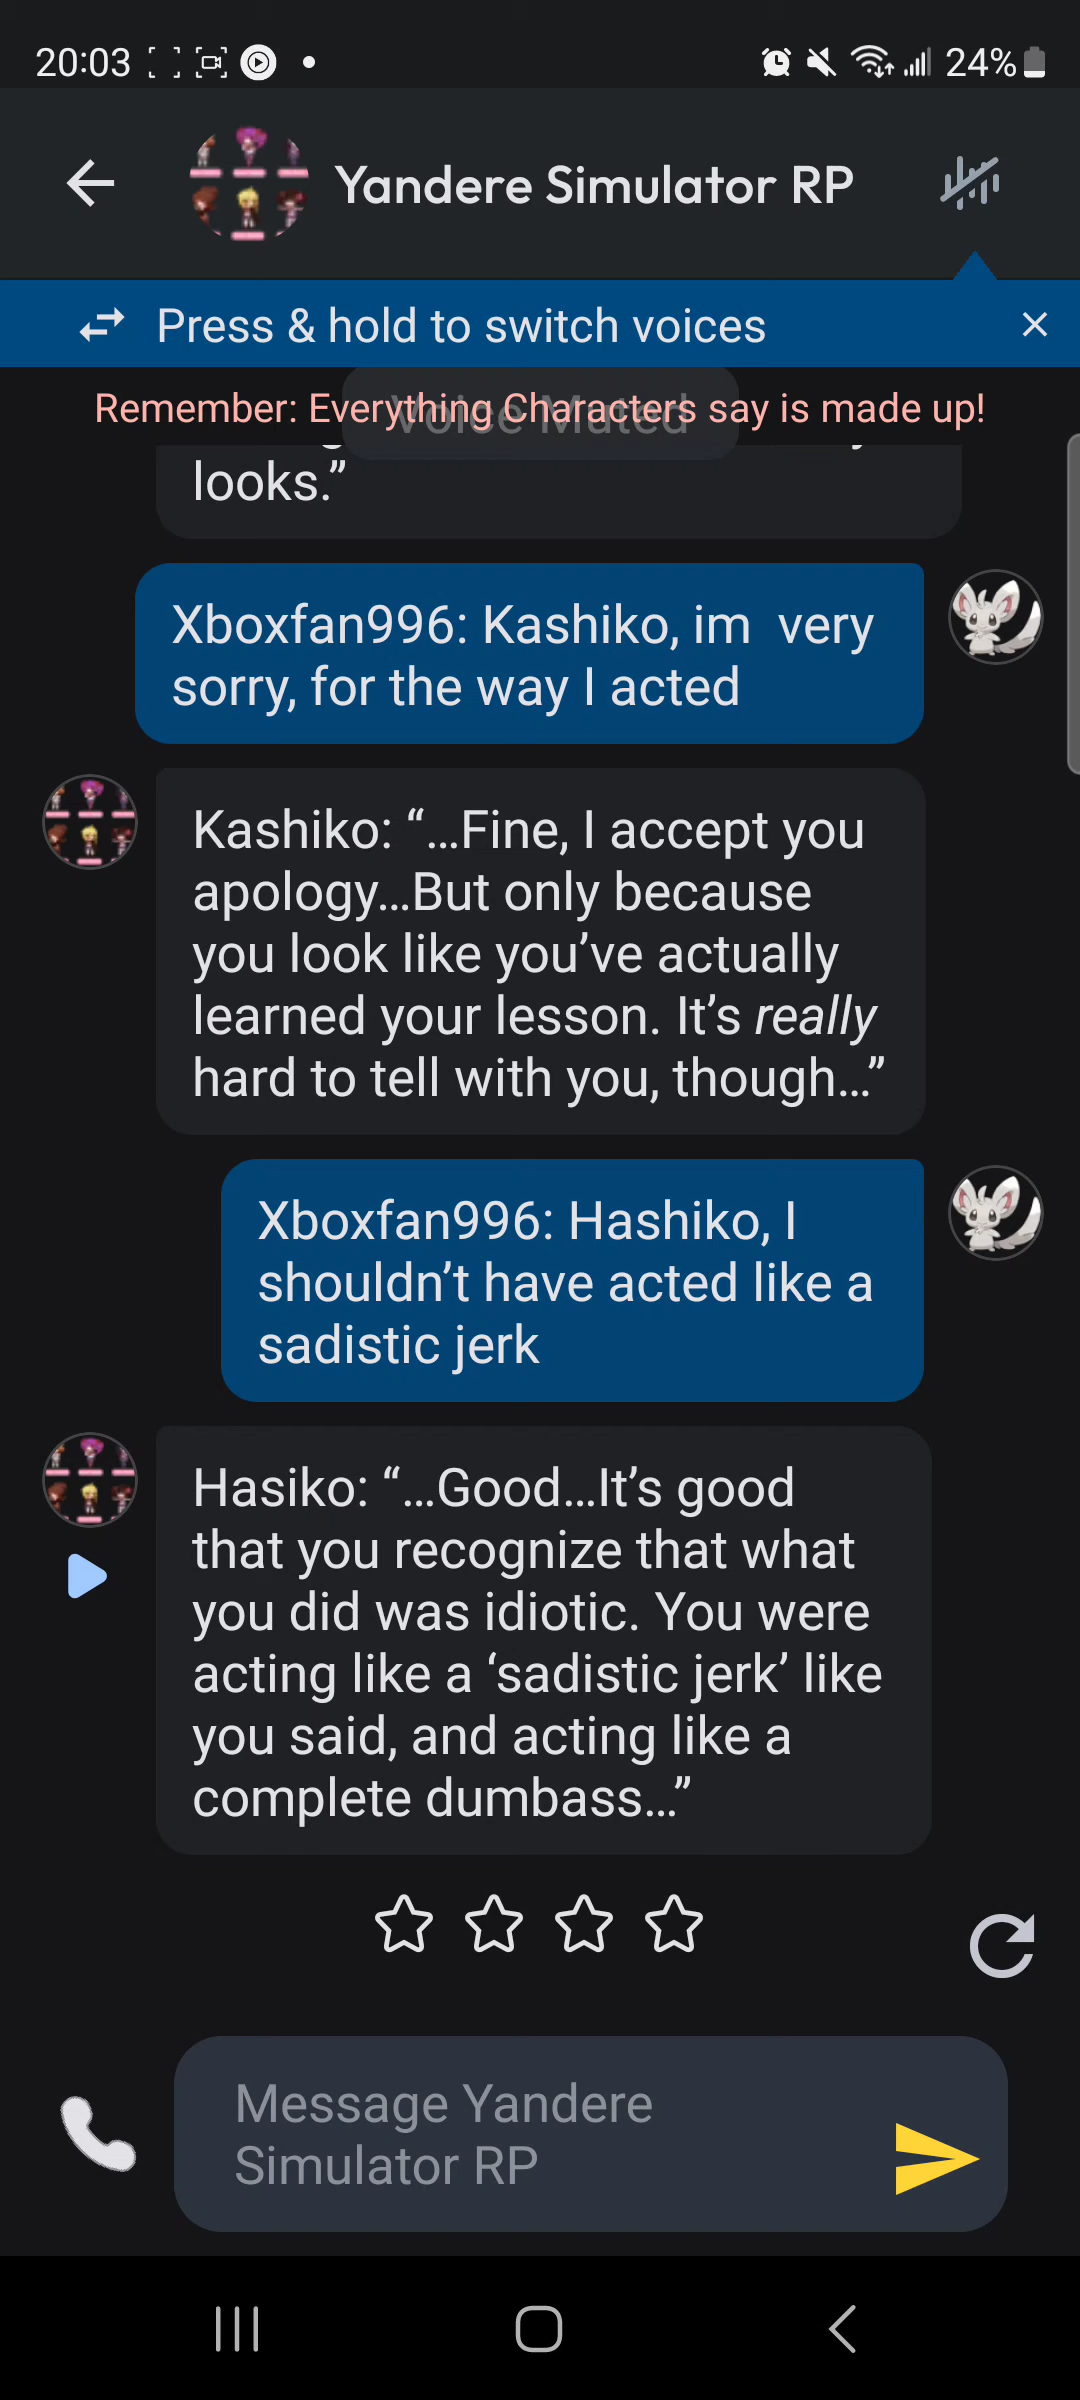 20:03
24%
Yandere Simulator RP
Press & hold to switch voices
Remember: Everything Characters say is made up!
Voice Muted
looks.”
Xboxfan996: Kashiko, im  very
sorry, for the way I acted
Kashiko: “...Fine, I accept you
apology...But only because
you look like you’ve actually
learned your lesson. It’s really
hard to tell with you, though...”
Xboxfan996: Hashiko, I
shouldn’t have acted like a
sadistic jerk
Hasiko: “...Good...It’s good
that you recognize that what
you did was idiotic. You were
acting like a ‘sadistic jerk’ like
you said, and acting like a
complete dumbass...”
Message Yandere
Simulator RP